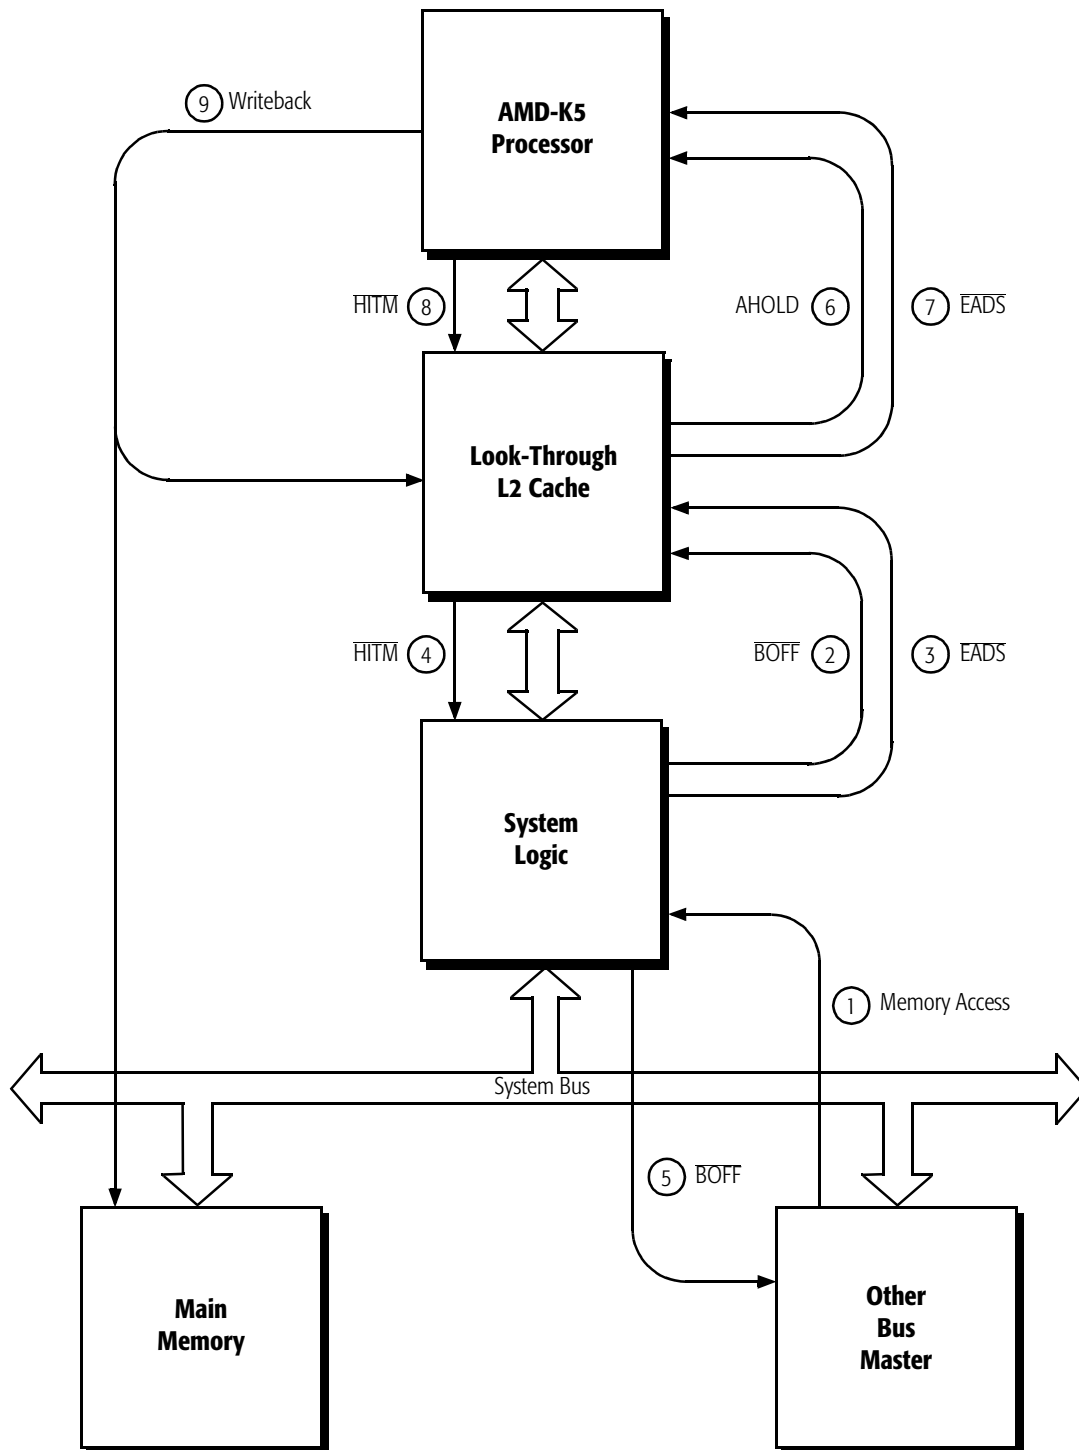 AMD-K5
Processor
9 Writeback
HITM 8
AHOLD 6
7 EADS
Look-Through
L2 Cache
HITM 4
BOFF 2
3 EADS
System
Logic
1 Memory Access
System Bus
5 BOFF
Main
Memory
Other
Bus
Master